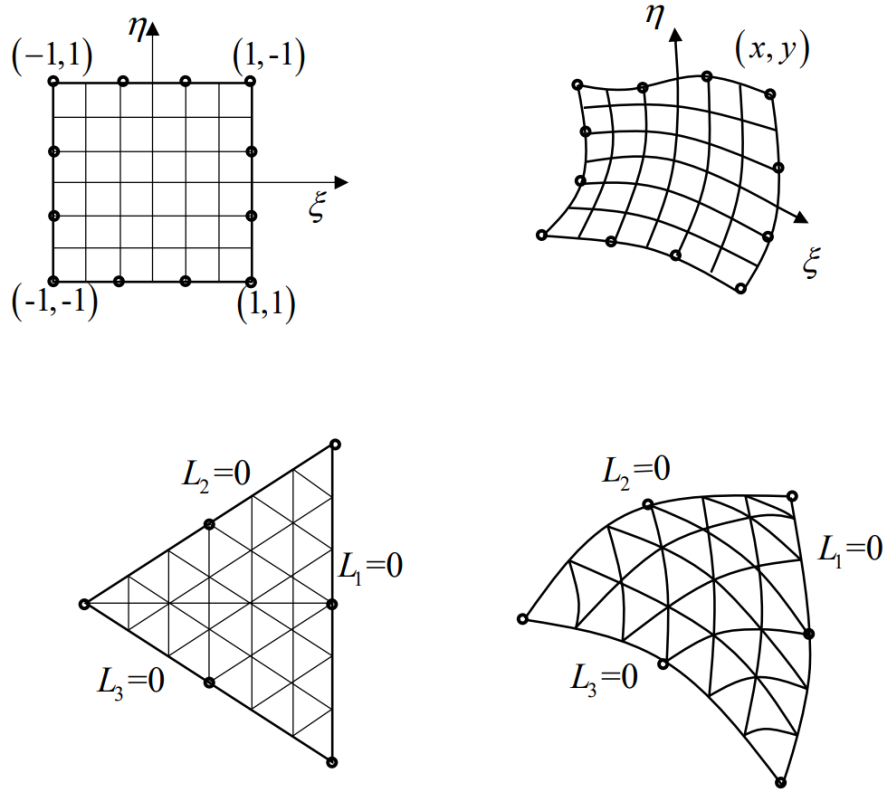 η
(-1,1)
(1,-1)
ξ
(-1,-1)
(1,1)
η
(x, y)
ξ
L₂=0
L₁=0
L₃=0
L₂=0
L₁=0
L₃=0